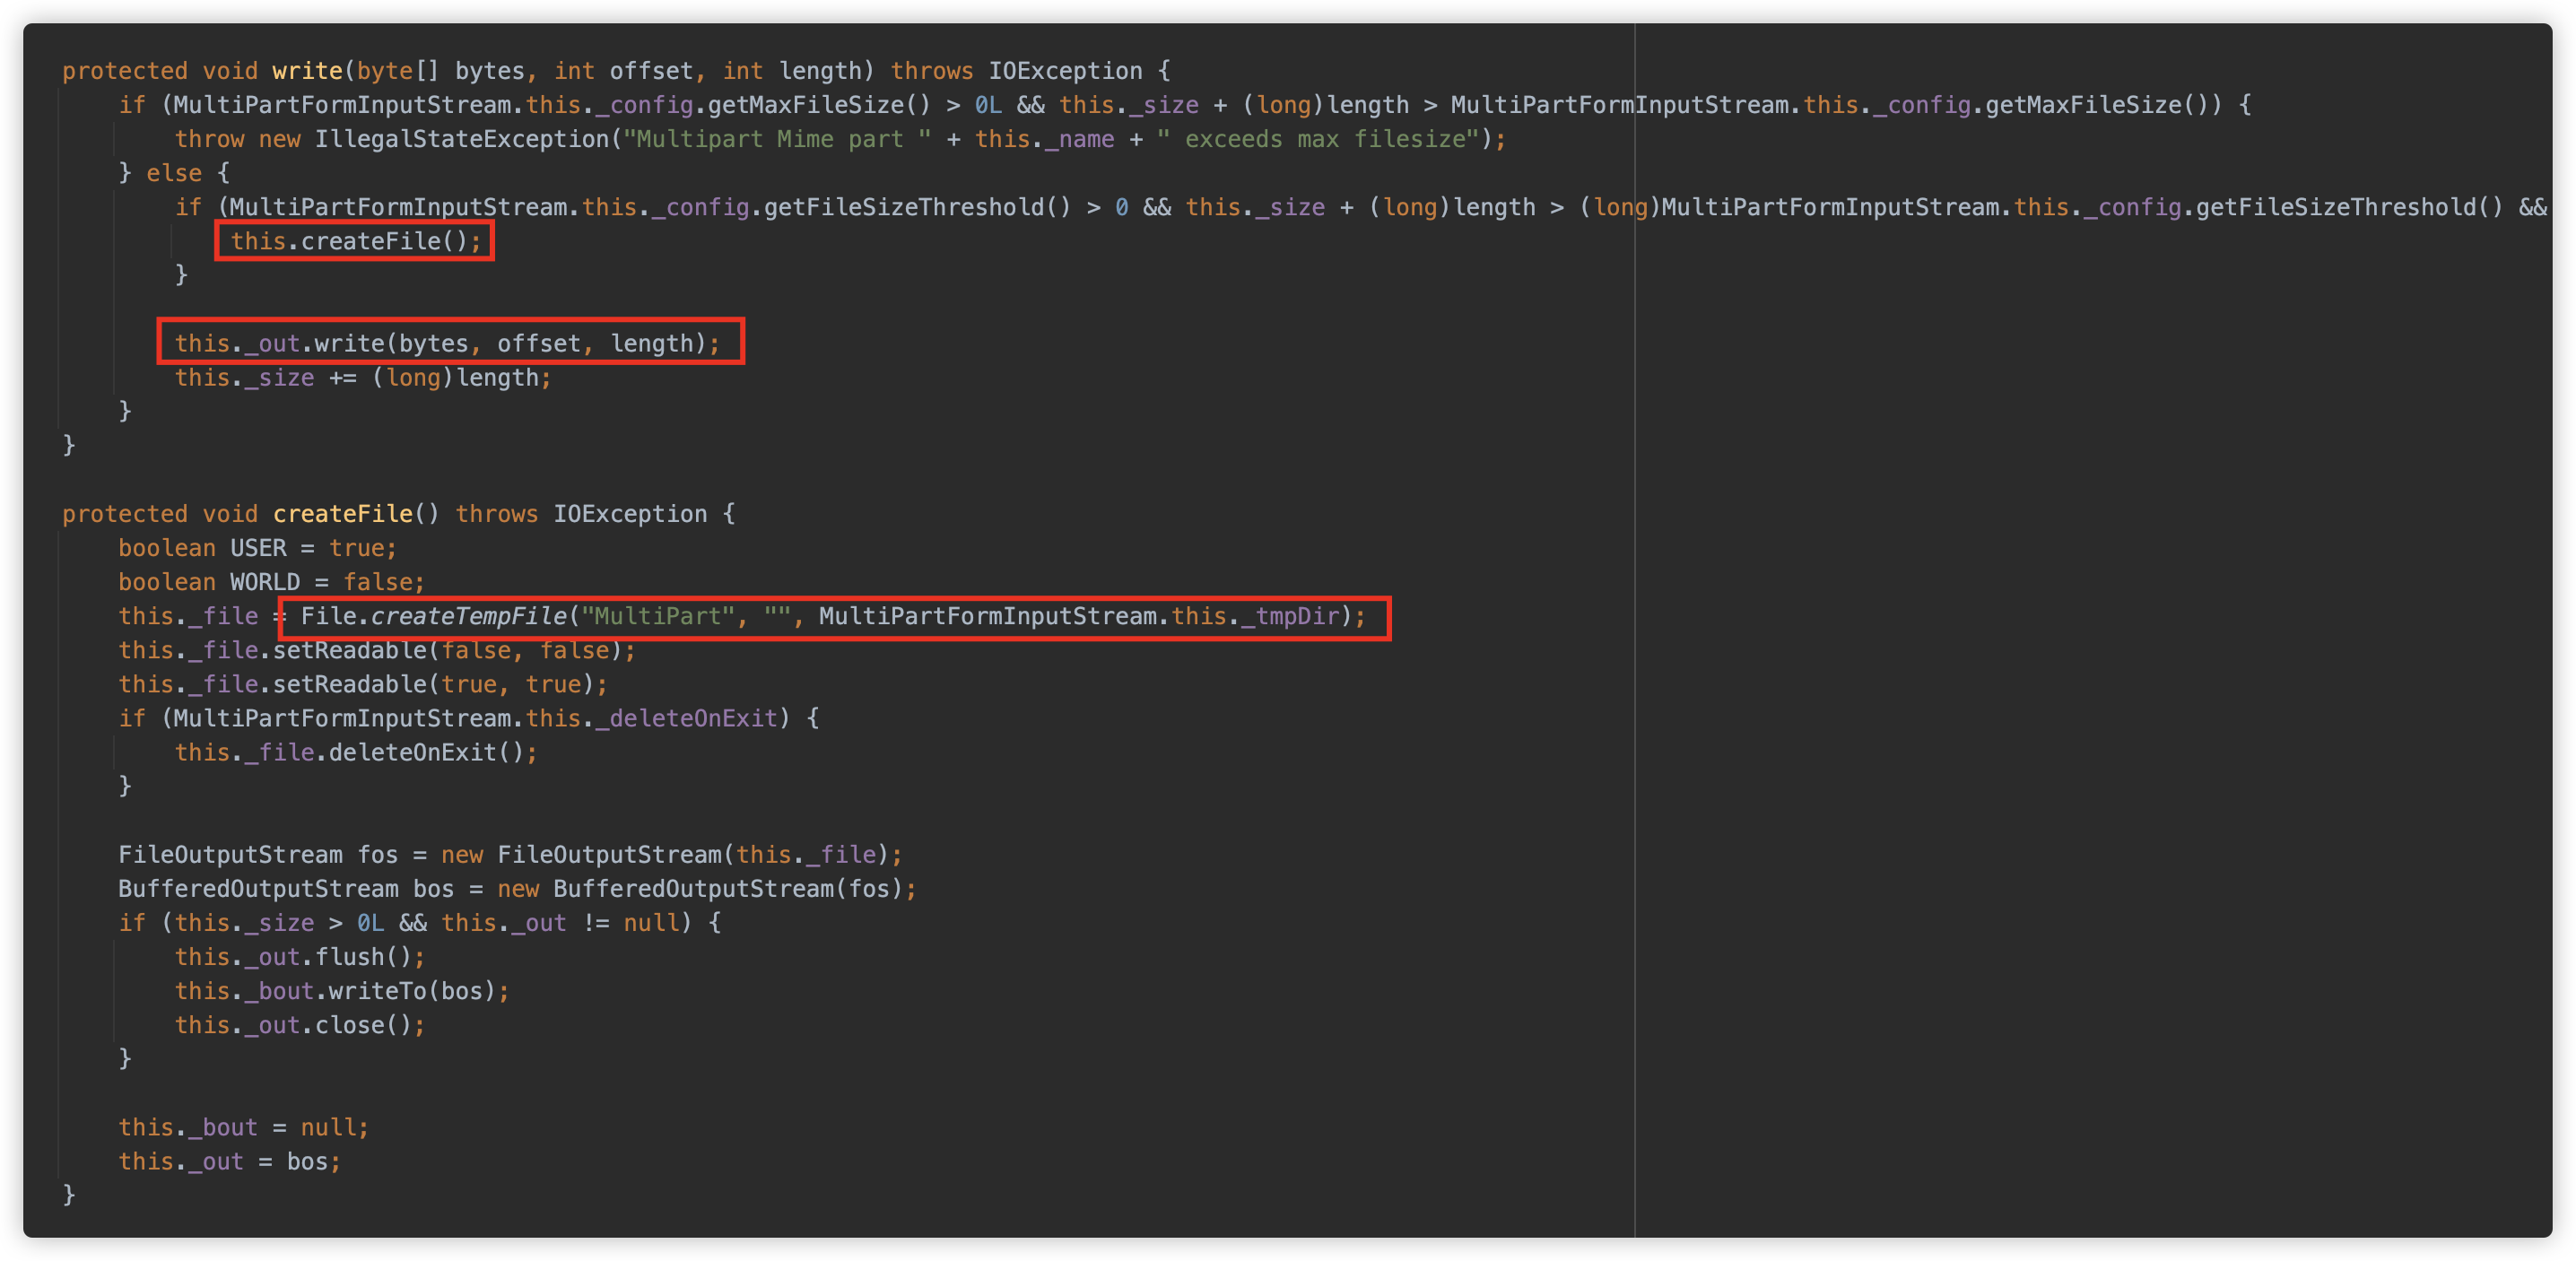 protected void write(byte[] bytes, int offset, int length) throws IOException {
    if (MultiPartFormInputStream.this._config.getMaxFileSize() > 0L && this._size + (long)length > MultiPartFormInputStream.this._config.getMaxFileSize()) {
        throw new IllegalStateException("Multipart Mime part " + this._name + " exceeds max filesize");
    } else {
        if (MultiPartFormInputStream.this._config.getFileSizeThreshold() > 0 && this._size + (long)length > (long)MultiPartFormInputStream.this._config.getFileSizeThreshold() &&
            this.createFile();
        }

        this._out.write(bytes, offset, length);
        this._size += (long)length;
    }
}

protected void createFile() throws IOException {
    boolean USER = true;
    boolean WORLD = false;
    this._file = File.createTempFile("MultiPart", "", MultiPartFormInputStream.this._tmpDir);
    this._file.setReadable(false, false);
    this._file.setReadable(true, true);
    if (MultiPartFormInputStream.this._deleteOnExit) {
        this._file.deleteOnExit();
    }

    FileOutputStream fos = new FileOutputStream(this._file);
    BufferedOutputStream bos = new BufferedOutputStream(fos);
    if (this._size > 0L && this._out != null) {
        this._out.flush();
        this._bout.writeTo(bos);
        this._out.close();
    }

    this._bout = null;
    this._out = bos;
}